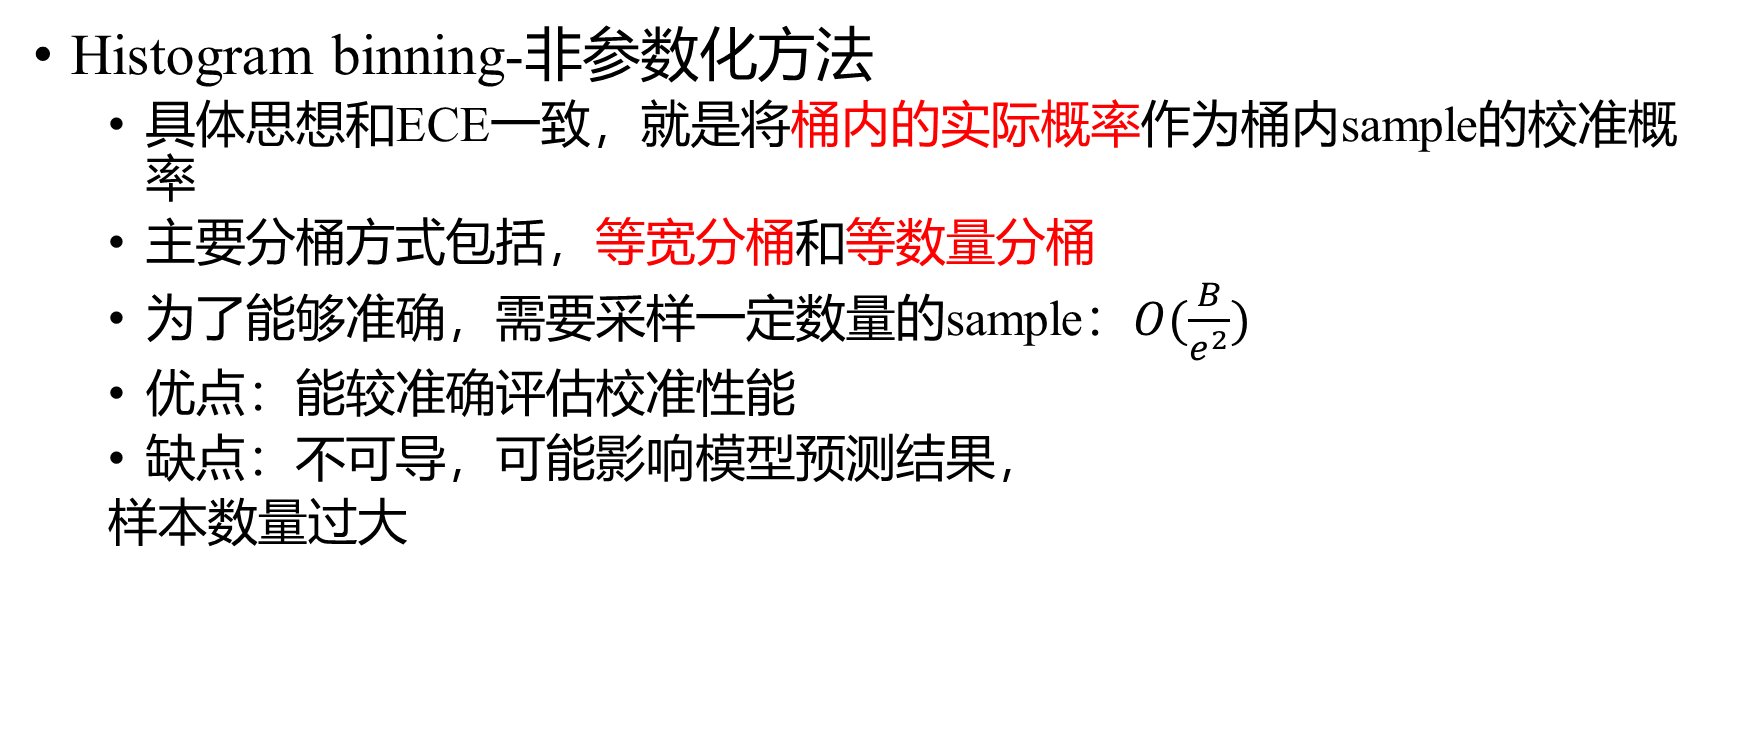 • Histogram binning-非参数化方法
• 具体思想和ECE一致，就是将桶内的实际概率作为桶内sample的校准概
率
• 主要分桶方式包括，等宽分桶和等数量分桶
• 为了能够准确，需要采样一定数量的sample：O(B/e²)
• 优点：能较准确评估校准性能
• 缺点：不可导，可能影响模型预测结果，
样本数量过大